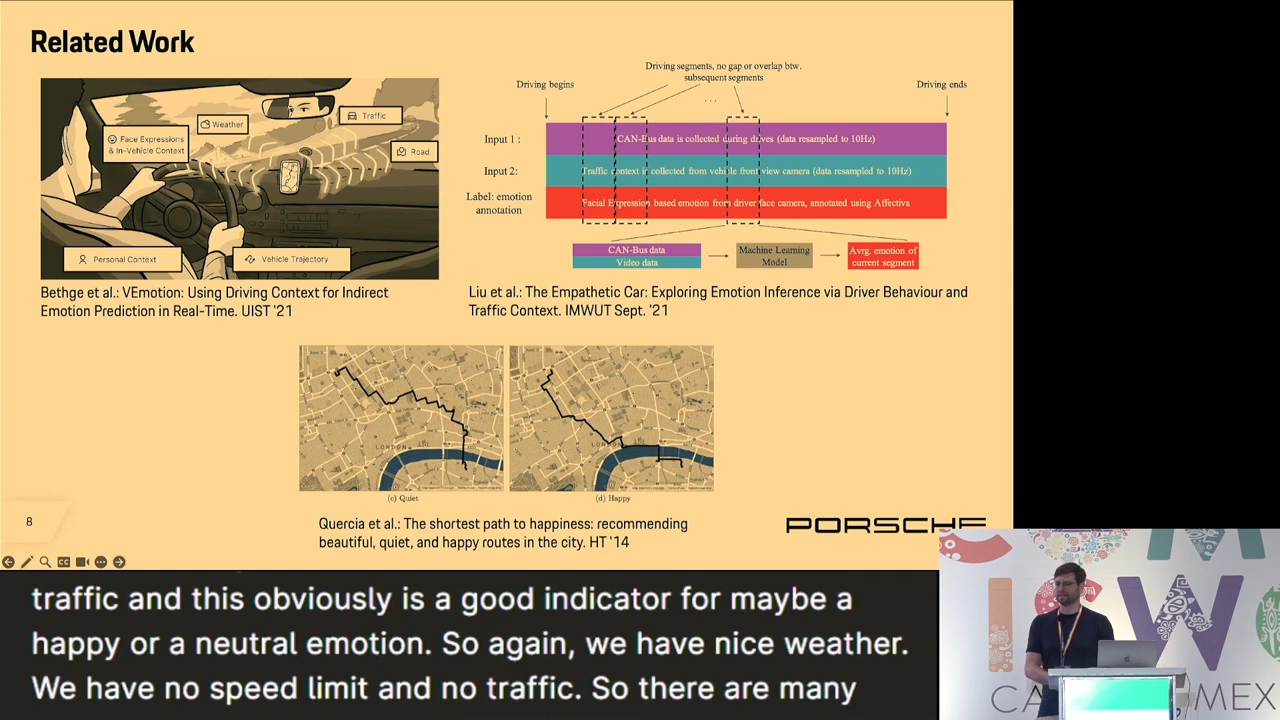 Related Work
Face Expressions
& In-Vehicle Context
Weather
Traffic
Road
Personal Context
Vehicle Trajectory
Bethge et al.: VEmotion: Using Driving Context for Indirect
Emotion Prediction in Real-Time. UIST '21
Driving segments, no gap or overlap btw.
subsequent segments
Driving begins
Driving ends
. . .
Input 1 :
CAN-Bus data is collected during drives (data resampled to 10Hz)
Input 2:
Traffic context is collected from vehicle front view camera (data resampled to 10Hz)
Label: emotion
annotation
Facial Expression based emotion from driver face camera, annotated using Affectiva
CAN-Bus data
Video data
Machine Learning
Model
Avrg. emotion of
current segment
Liu et al.: The Empathetic Car: Exploring Emotion Inference via Driver Behaviour and
Traffic Context. IMWUT Sept. '21
LONDON
(c) Quiet
(d) Happy
Quercia et al.: The shortest path to happiness: recommending
beautiful, quiet, and happy routes in the city. HT '14
8
PORSCHE
CC
traffic and this obviously is a good indicator for maybe a
happy or a neutral emotion. So again, we have nice weather.
We have no speed limit and no traffic. So there are many